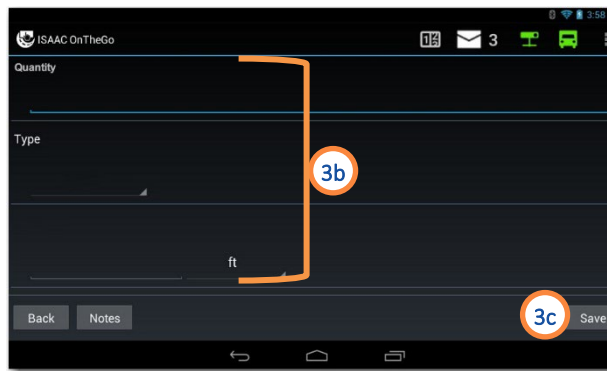 3:58
ISAAC OnTheGo
3
Quantity
Type
3b
ft
Back Notes 3c Save